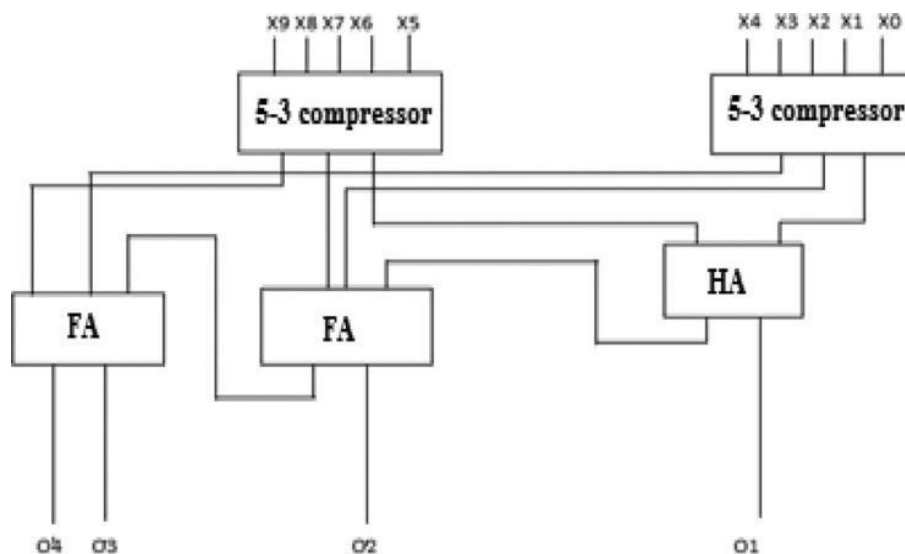 X9 X8 X7 X6 X5 X4 X3 X2 X1 X0
5-3 compressor 5-3 compressor
HA
FA FA
O4 O3 O2 O1